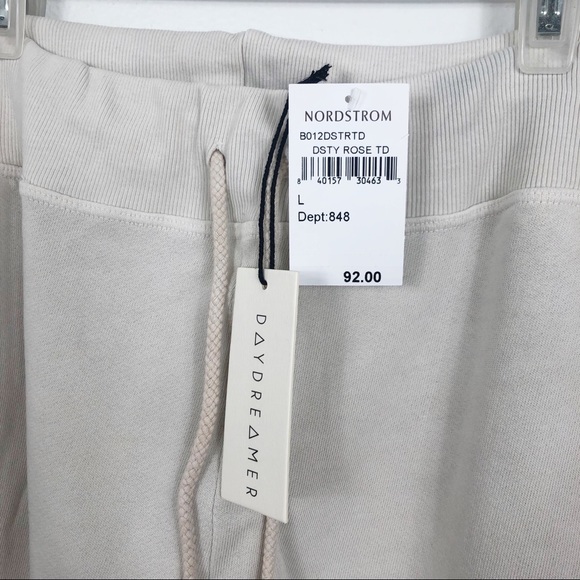 NORDSTROM
B012DSTRTD
DSTY ROSE TD
8 40157 30463 3
L
Dept:848
92.00
DAYDREAMER